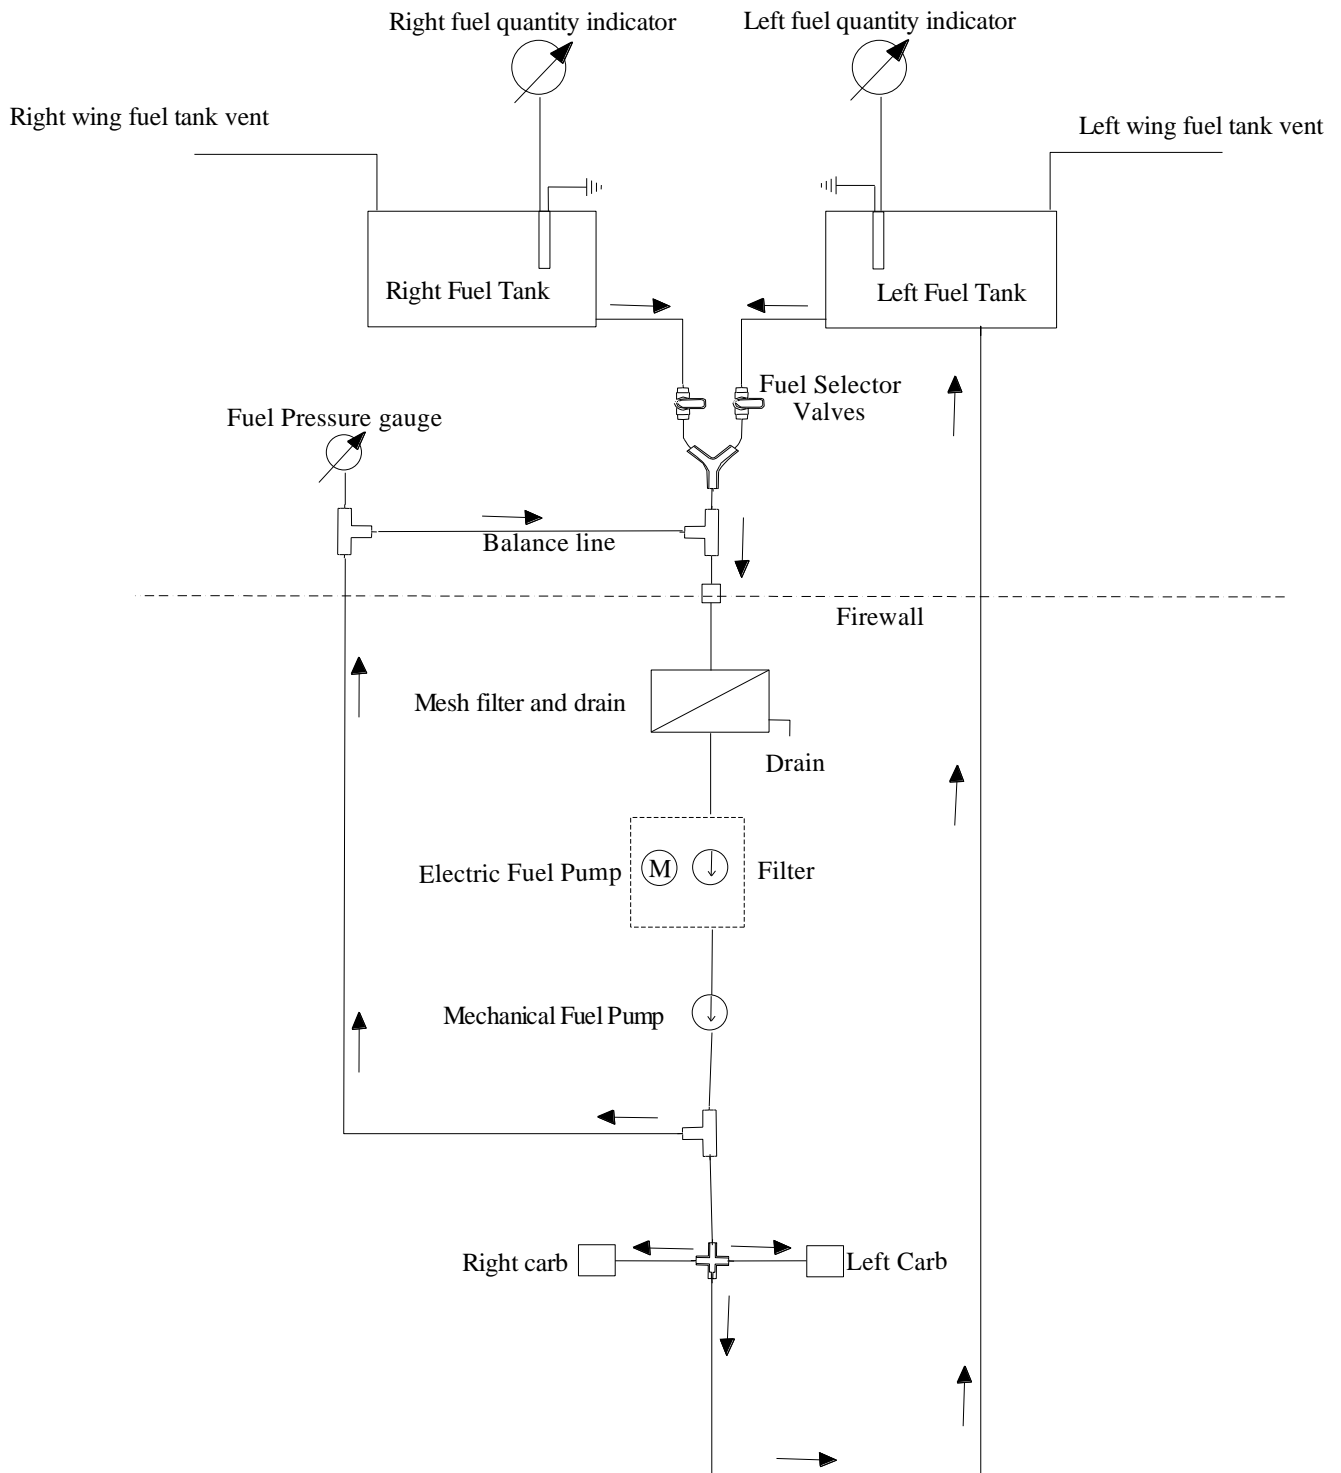 Right fuel quantity indicator
Left fuel quantity indicator
Right wing fuel tank vent
Left wing fuel tank vent
Right Fuel Tank
Left Fuel Tank
Fuel Selector
Valves
Fuel Pressure gauge
Balance line
Firewall
Mesh filter and drain
Drain
Electric Fuel Pump
M
Filter
Mechanical Fuel Pump
Right carb
Left Carb